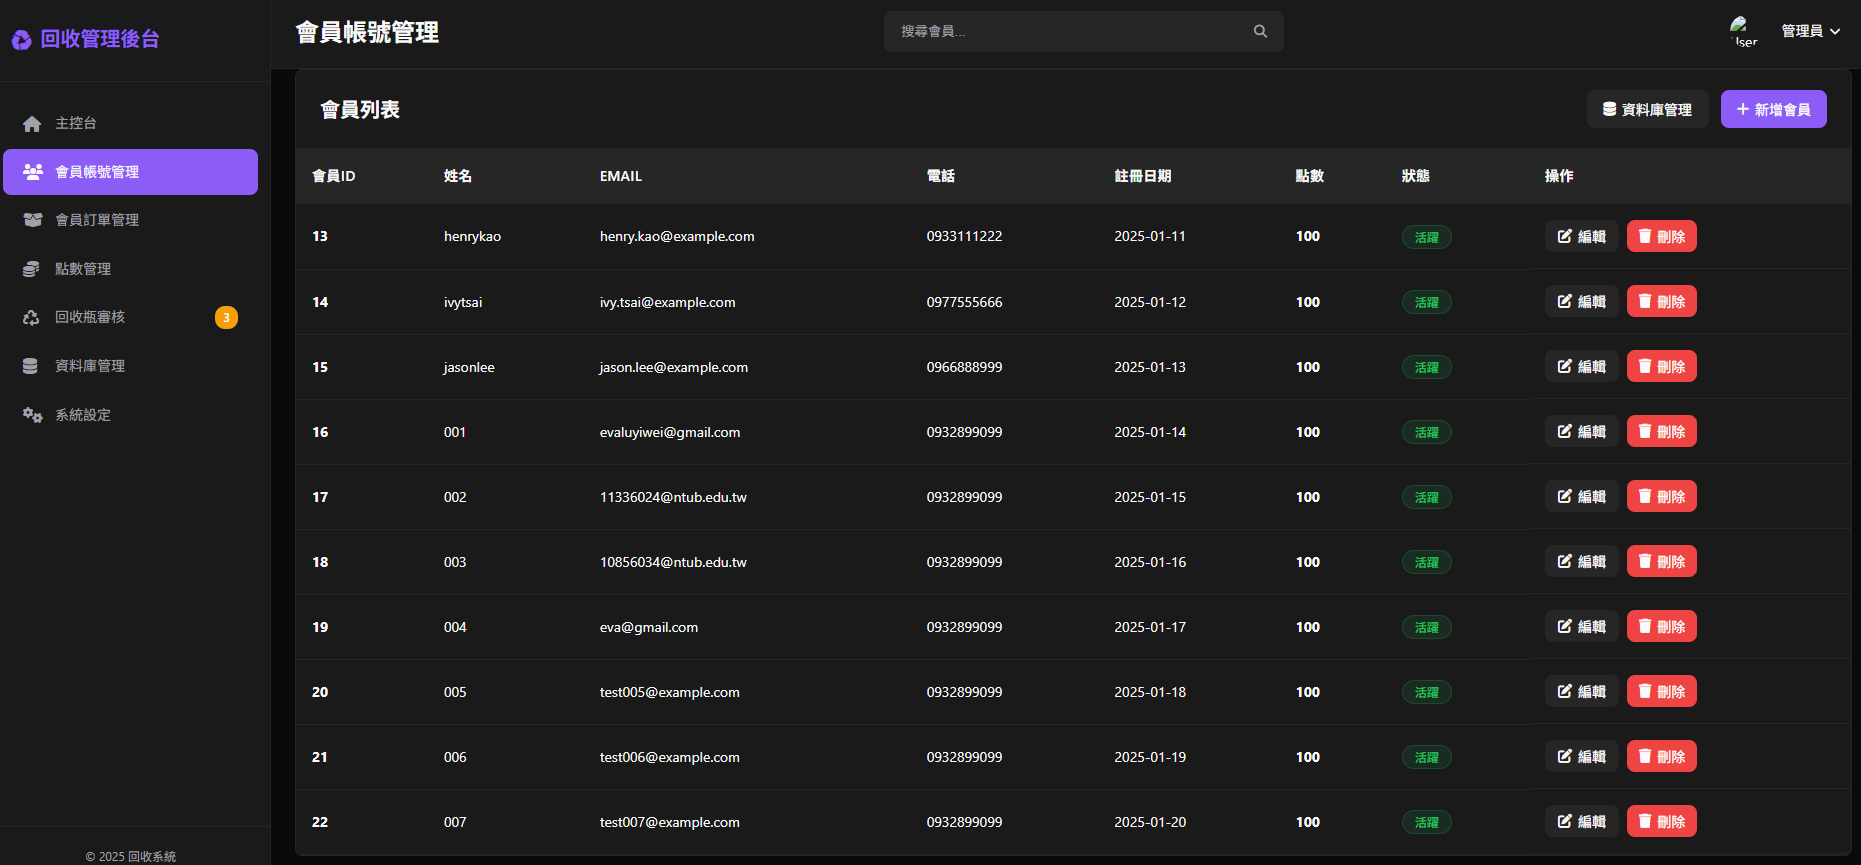 回收管理後台
主控台
會員帳號管理
會員訂單管理
點數管理
回收瓶審核 3
資料庫管理
系統設定
© 2025 回收系統
會員帳號管理
搜尋會員...
User
管理員
會員列表
資料庫管理 + 新增會員
會員ID 姓名 EMAIL 電話 註冊日期 點數 狀態 操作
13 henrykao henry.kao@example.com 0933111222 2025-01-11 100 活躍 編輯 刪除
14 ivytsai ivy.tsai@example.com 0977555666 2025-01-12 100 活躍 編輯 刪除
15 jasonlee jason.lee@example.com 0966888999 2025-01-13 100 活躍 編輯 刪除
16 001 evaluyiwei@gmail.com 0932899099 2025-01-14 100 活躍 編輯 刪除
17 002 11336024@ntub.edu.tw 0932899099 2025-01-15 100 活躍 編輯 刪除
18 003 10856034@ntub.edu.tw 0932899099 2025-01-16 100 活躍 編輯 刪除
19 004 eva@gmail.com 0932899099 2025-01-17 100 活躍 編輯 刪除
20 005 test005@example.com 0932899099 2025-01-18 100 活躍 編輯 刪除
21 006 test006@example.com 0932899099 2025-01-19 100 活躍 編輯 刪除
22 007 test007@example.com 0932899099 2025-01-20 100 活躍 編輯 刪除